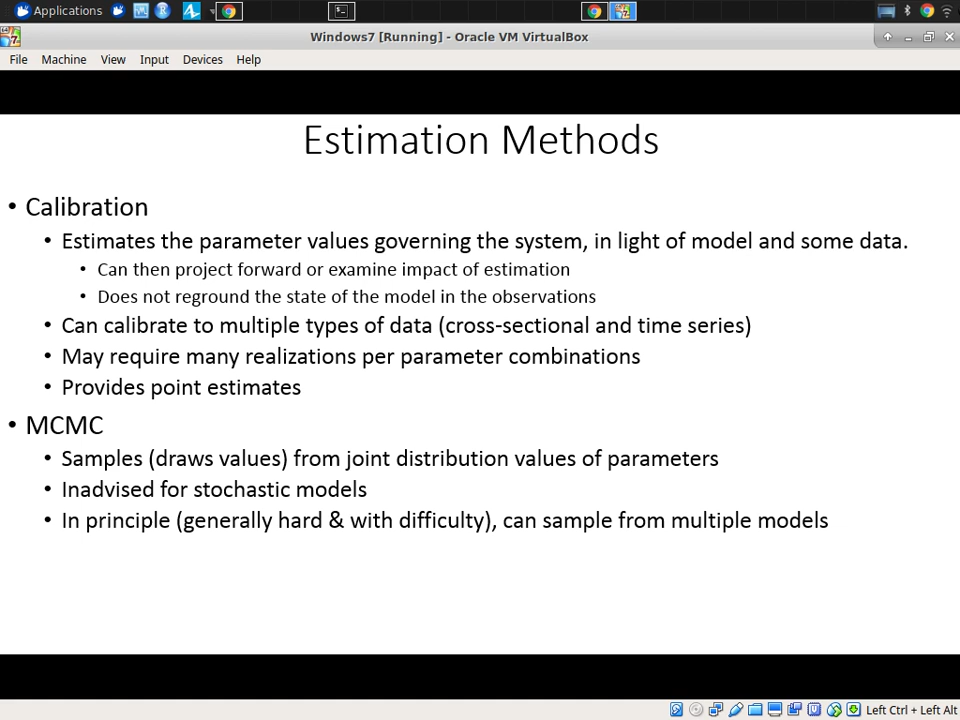 Applications
Windows7 [Running] - Oracle VM VirtualBox
File Machine View Input Devices Help
Estimation Methods
• Calibration
• Estimates the parameter values governing the system, in light of model and some data.
• Can then project forward or examine impact of estimation
• Does not reground the state of the model in the observations
• Can calibrate to multiple types of data (cross-sectional and time series)
• May require many realizations per parameter combinations
• Provides point estimates
• MCMC
• Samples (draws values) from joint distribution values of parameters
• Inadvised for stochastic models
• In principle (generally hard & with difficulty), can sample from multiple models
Left Ctrl + Left Alt